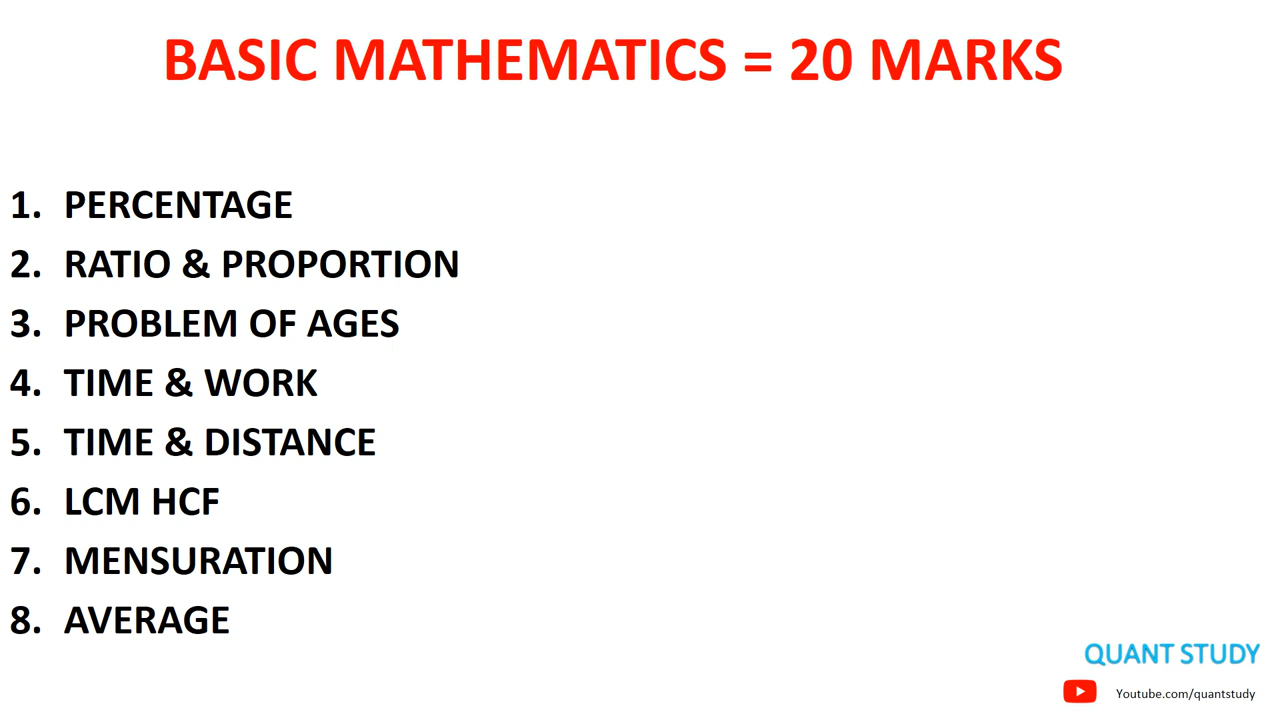 BASIC MATHEMATICS = 20 MARKS
1. PERCENTAGE
2. RATIO & PROPORTION
3. PROBLEM OF AGES
4. TIME & WORK
5. TIME & DISTANCE
6. LCM HCF
7. MENSURATION
8. AVERAGE
QUANT STUDY
Youtube.com/quantstudy